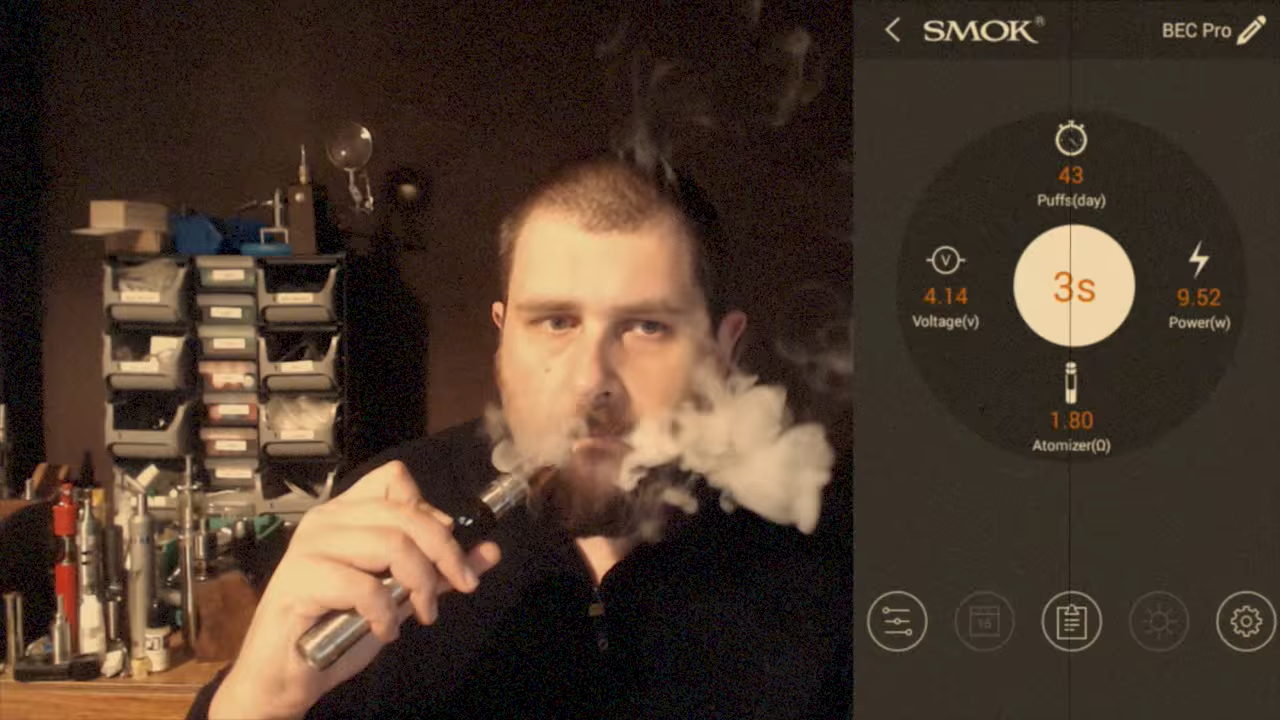 SMOK®
BEC Pro
43
Puffs(day)
V
4.14
Voltage(v)
3s
9.52
Power(w)
1.80
Atomizer(Ω)